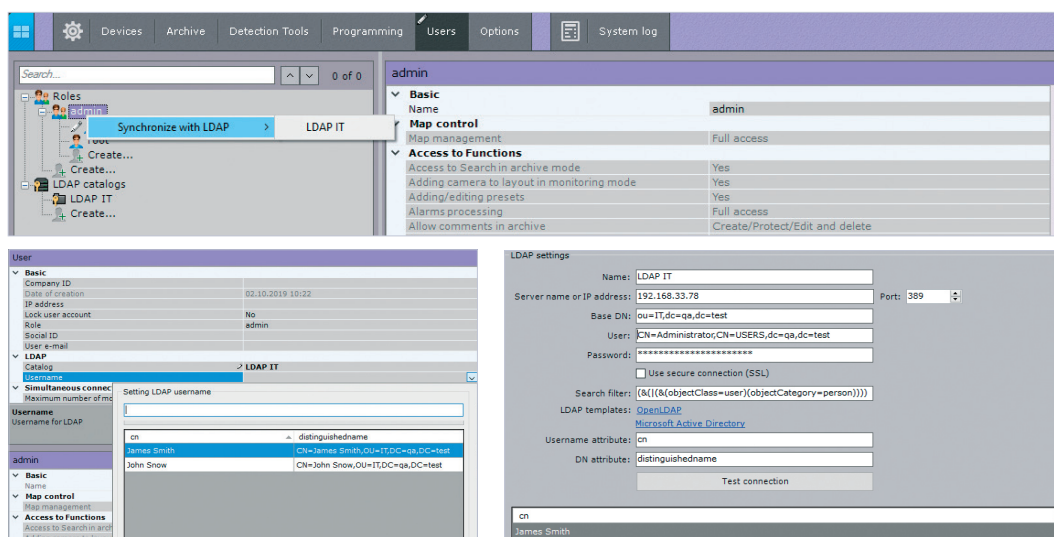 Devices Archive Detection Tools Programming Users Options System log
Search... 0 of 0
Roles
admin
Synchronize with LDAP LDAP IT
root
Create...
Create...
LDAP catalogs
LDAP IT
Create...
admin
Basic
Name admin
Map control
Map management Full access
Access to Functions
Access to Search in archive mode Yes
Adding camera to layout in monitoring mode Yes
Adding/editing presets Yes
Alarms processing Full access
Allow comments in archive Create/Protect/Edit and delete
User
Basic
Company ID
Date of creation 02.10.2019 10:22
IP address
Lock user account No
Role admin
Social ID
User e-mail
LDAP
Catalog LDAP IT
Username
Simultaneous connec
Maximum number of mo
Username
Username for LDAP
Setting LDAP username
cn distinguishedname
James Smith CN=James Smith,OU=IT,DC=qa,DC=test
John Snow CN=John Snow,OU=IT,DC=qa,DC=test
admin
Basic
Name
Map control
Map management
Access to Functions
Access to Search in arch
LDAP settings
Name: LDAP IT
Server name or IP address: 192.168.33.78 Port: 389
Base DN: ou=IT,dc=qa,dc=test
User: CN=Administrator,CN=USERS,dc=qa,dc=test
Password: **********************
Use secure connection (SSL)
Search filter: (&(|(&(objectClass=user)(objectCategory=person))))
LDAP templates: OpenLDAP
Microsoft Active Directory
Username attribute: cn
DN attribute: distinguishedname
Test connection
cn
James Smith